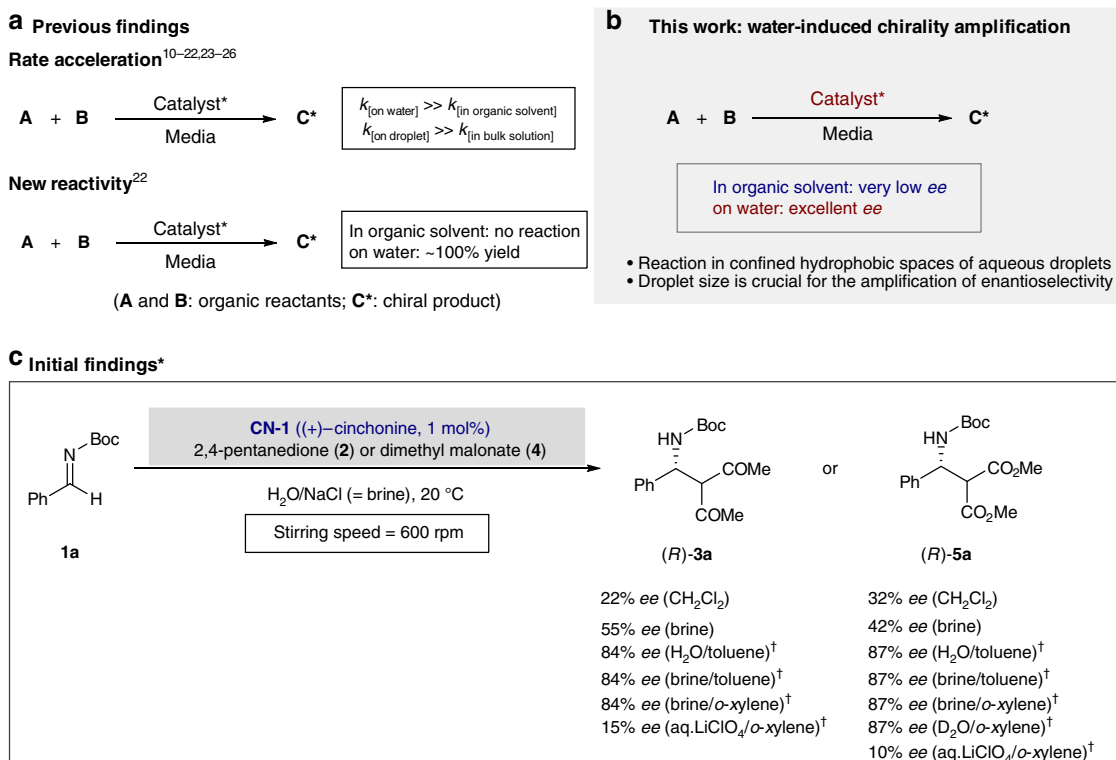 a Previous findings
Rate acceleration10–22,23–26
A + B
Catalyst*
Media
C*
k[on water] >> k[in organic solvent]
k[on droplet] >> k[in bulk solution]
New reactivity22
A + B
Catalyst*
Media
C*
In organic solvent: no reaction
on water: ~100% yield
(A and B: organic reactants; C*: chiral product)
b This work: water-induced chirality amplification
A + B
Catalyst*
Media
C*
In organic solvent: very low ee
on water: excellent ee
• Reaction in confined hydrophobic spaces of aqueous droplets
• Droplet size is crucial for the amplification of enantioselectivity
c Initial findings*
N
Boc
Ph
H
1a
CN-1 ((+)–cinchonine, 1 mol%)
2,4-pentanedione (2) or dimethyl malonate (4)
H2O/NaCl (= brine), 20 °C
Stirring speed = 600 rpm
HN
Boc
Ph
COMe
COMe
(R)-3a
or
HN
Boc
Ph
CO2Me
CO2Me
(R)-5a
22% ee (CH2Cl2)
55% ee (brine)
84% ee (H2O/toluene)†
84% ee (brine/toluene)†
84% ee (brine/o-xylene)†
15% ee (aq.LiClO4/o-xylene)†
32% ee (CH2Cl2)
42% ee (brine)
87% ee (H2O/toluene)†
87% ee (brine/toluene)†
87% ee (brine/o-xylene)†
87% ee (D2O/o-xylene)†
10% ee (aq.LiClO4/o-xylene)†